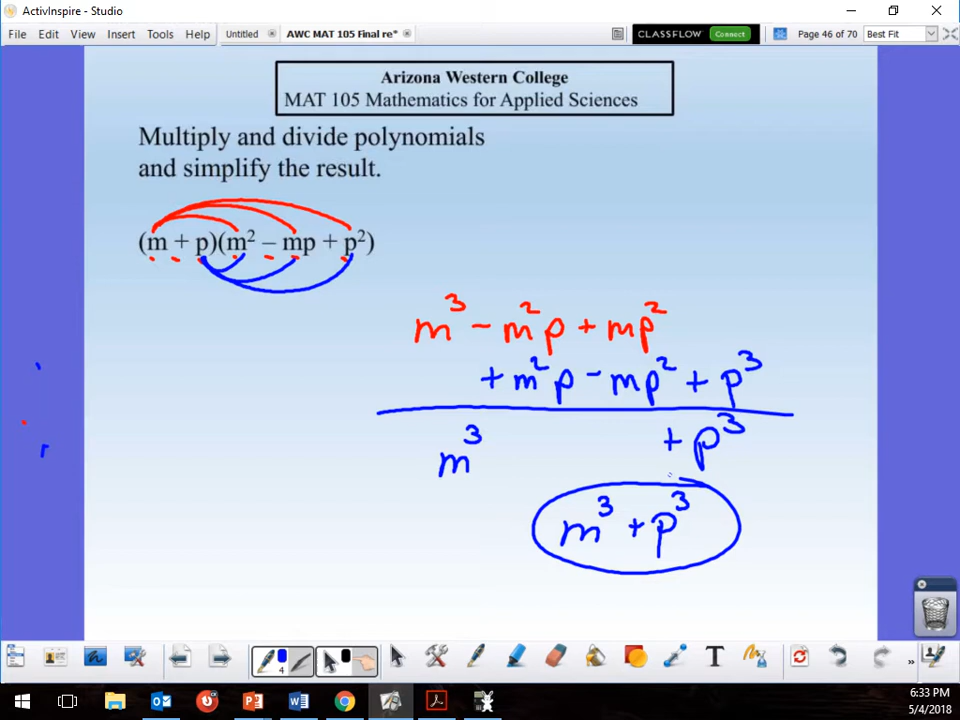 ActivInspire - Studio
File Edit View Insert Tools Help Untitled AWC MAT 105 Final re* CLASSFLOW Connect Page 46 of 70 Best Fit
Arizona Western College
MAT 105 Mathematics for Applied Sciences
Multiply and divide polynomials
and simplify the result.
(m + p)(m² – mp + p²)
m³ - m²p + mp²
+ m²p - mp² + p³
m³ + p³
m³ + p³
4 T »
6:33 PM
5/4/2018